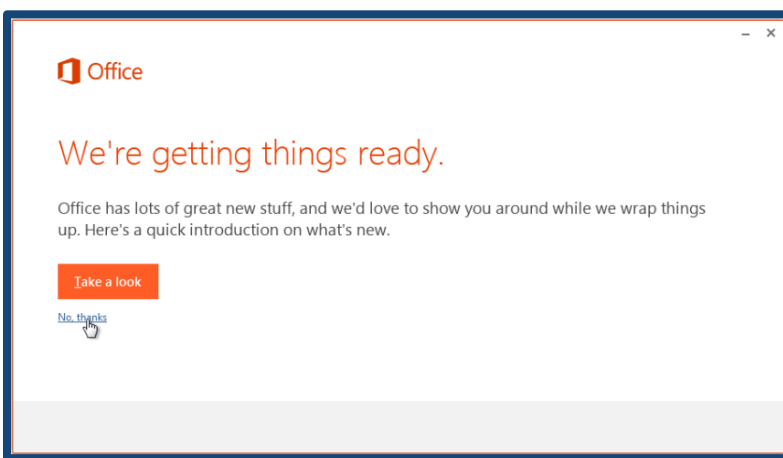 Office
We're getting things ready.
Office has lots of great new stuff, and we'd love to show you around while we wrap things
up. Here's a quick introduction on what's new.
Take a look
No, thanks